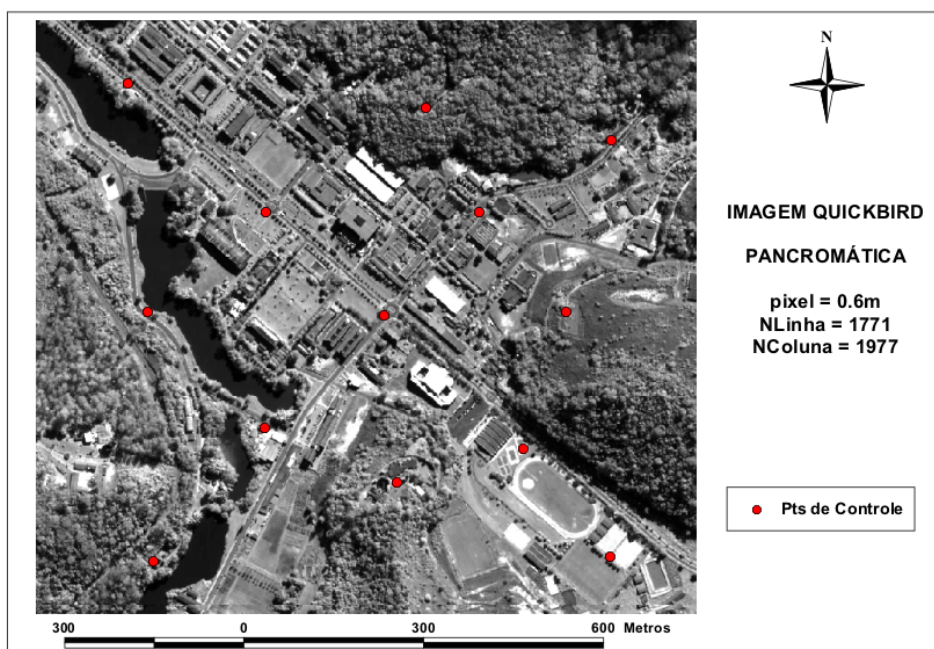 N
IMAGEM QUICKBIRD
PANCROMÁTICA
pixel = 0.6m
NLinha = 1771
NColuna = 1977
Pts de Controle
300 0 300 600 Metros